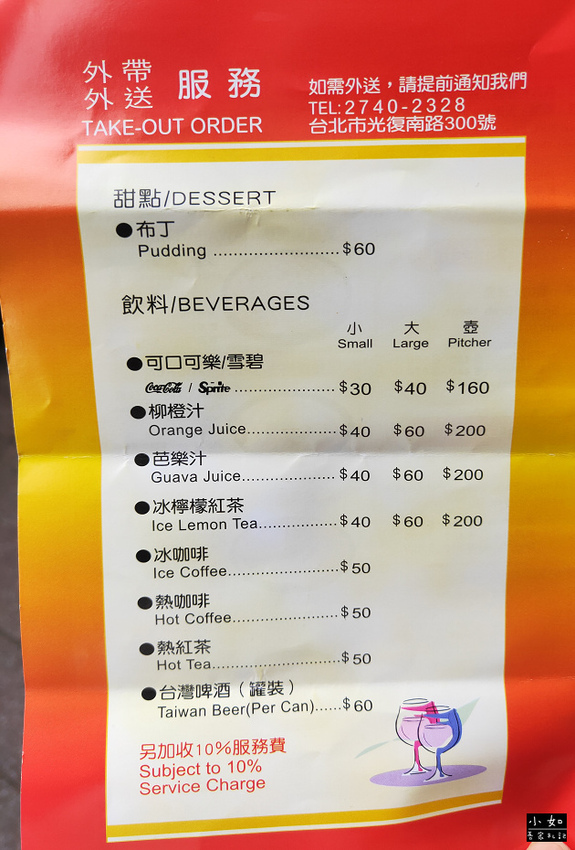 外帶 服務
外送
TAKE-OUT ORDER
如需外送，請提前通知我們
TEL:2740-2328
台北市光復南路300號
甜點/DESSERT
●布丁
Pudding ........................$60
飲料/BEVERAGES
小 大 壺
Small Large Pitcher
●可口可樂/雪碧
Coca-Cola / Sprite ....................$30 $40 $160
●柳橙汁
Orange Juice.................$40 $60 $200
●芭樂汁
Guava Juice..................$40 $60 $200
●冰檸檬紅茶
Ice Lemon Tea...............$40 $60 $200
●冰咖啡
Ice Coffee.....................$50
●熱咖啡
Hot Coffee....................$50
●熱紅茶
Hot Tea........................$50
●台灣啤酒（罐裝）
Taiwan Beer(Per Can).....$60
另加收10%服務費
Subject to 10%
Service Charge
小如